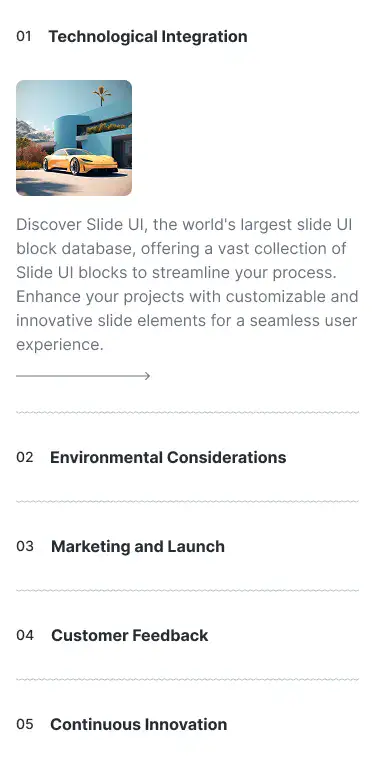 01 Technological Integration
Discover Slide UI, the world's largest slide UI
block database, offering a vast collection of
Slide UI blocks to streamline your process.
Enhance your projects with customizable and
innovative slide elements for a seamless user
experience.
02 Environmental Considerations
03 Marketing and Launch
04 Customer Feedback
05 Continuous Innovation